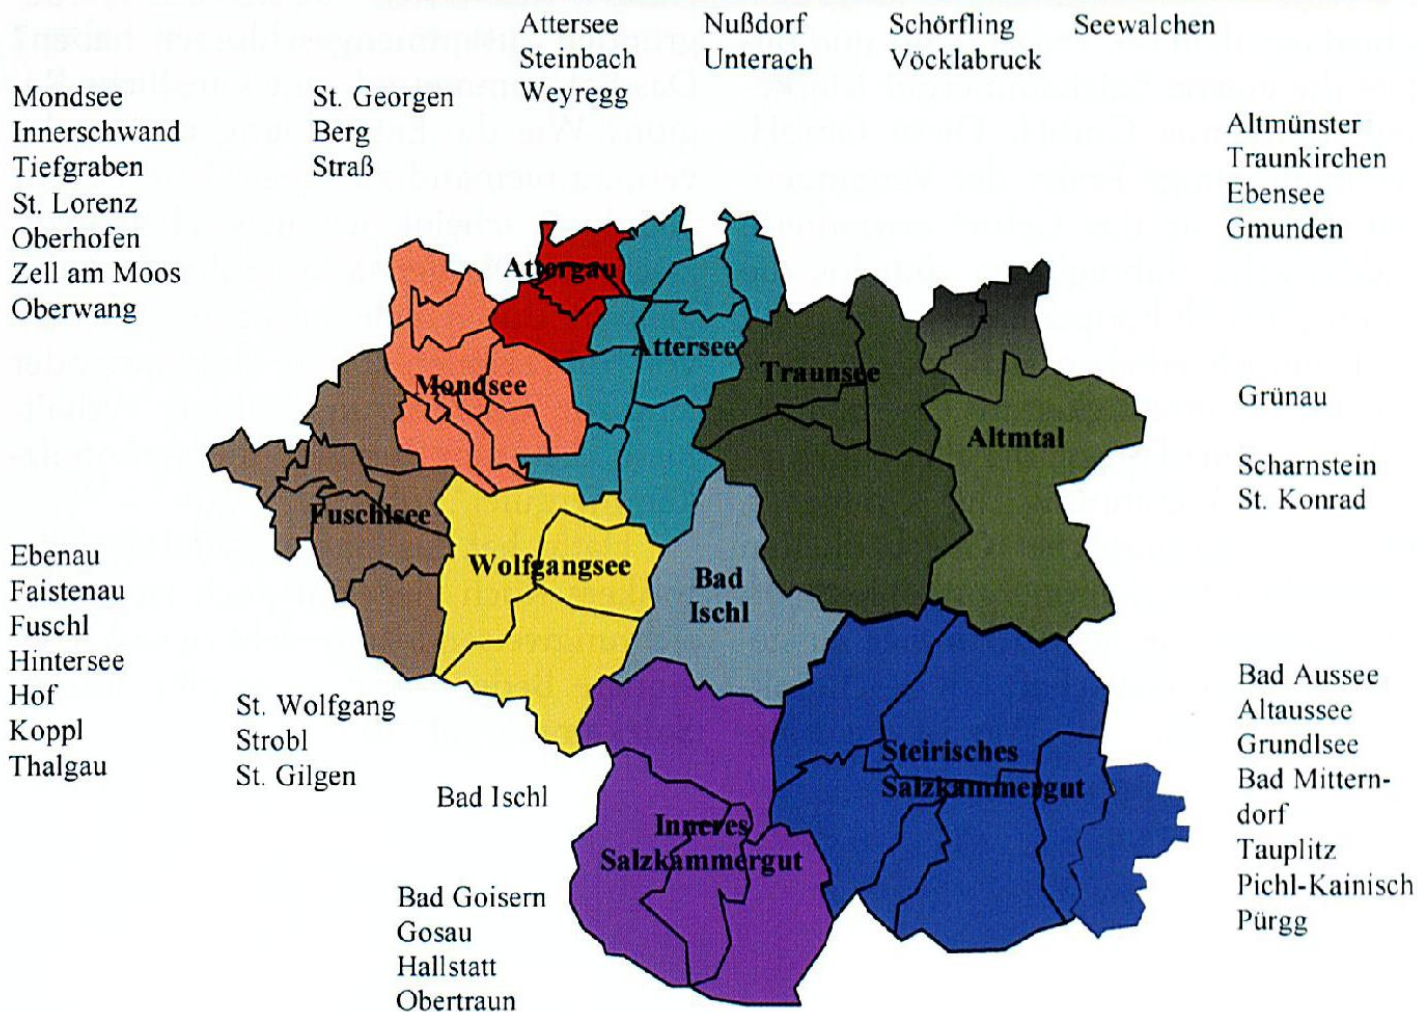 Attersee Nußdorf Schörfling Seewalchen
Steinbach Unterach Vöcklabruck
Weyregg
Mondsee
Innerschwand
Tiefgraben
St. Lorenz
Oberhofen
Zell am Moos
Oberwang
St. Georgen
Berg
Straß
Altmünster
Traunkirchen
Ebensee
Gmunden
Attergau
Attersee
Mondsee
Traunsee
Altmtal
Fuschlsee
Wolfgangsee
Bad
Ischl
Grünau
Scharnstein
St. Konrad
Ebenau
Faistenau
Fuschl
Hintersee
Hof
Koppl
Thalgau
St. Wolfgang
Strobl
St. Gilgen
Bad Ischl
Steirisches
Salzkammergut
Inneres
Salzkammergut
Bad Goisern
Gosau
Hallstatt
Obertraun
Bad Aussee
Altaussee
Grundlsee
Bad Mittern-
dorf
Tauplitz
Pichl-Kainisch
Pürgg